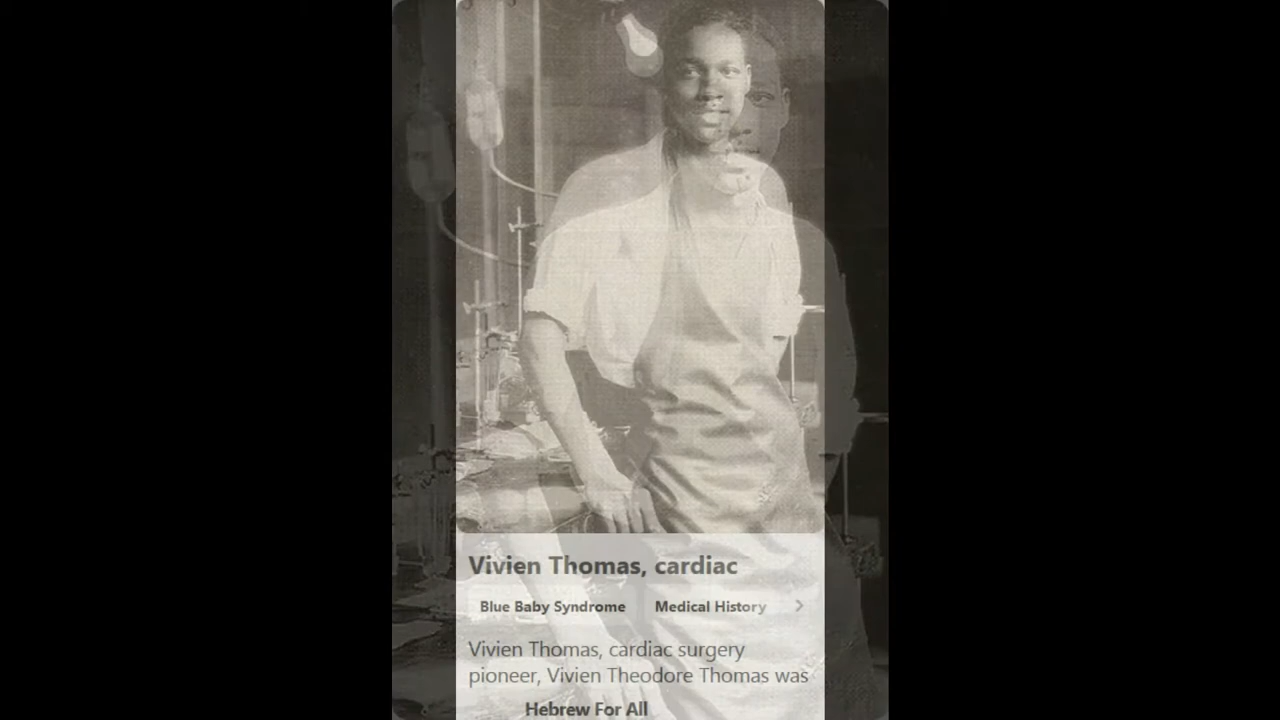 Vivien Thomas, cardiac
Blue Baby Syndrome Medical History
Vivien Thomas, cardiac surgery
pioneer, Vivien Theodore Thomas was
Hebrew For All